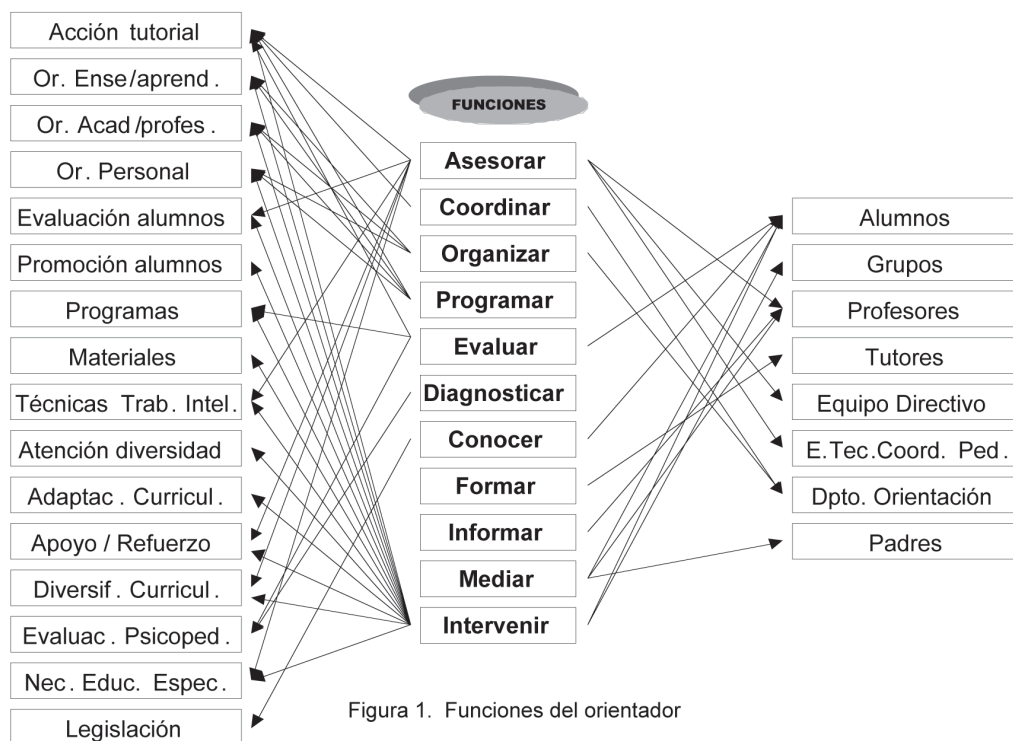 Acción tutorial
Or. Ense/aprend.
Or. Acad/profes.
Or. Personal
Evaluación alumnos
Promoción alumnos
Programas
Materiales
Técnicas Trab. Intel.
Atención diversidad
Adaptac. Curricul.
Apoyo / Refuerzo
Diversif. Curricul.
Evaluac. Psicoped.
Nec. Educ. Espec.
Legislación
FUNCIONES
Asesorar
Coordinar
Organizar
Programar
Evaluar
Diagnosticar
Conocer
Formar
Informar
Mediar
Intervenir
Alumnos
Grupos
Profesores
Tutores
Equipo Directivo
E.Tec.Coord. Ped.
Dpto. Orientación
Padres
Figura 1. Funciones del orientador